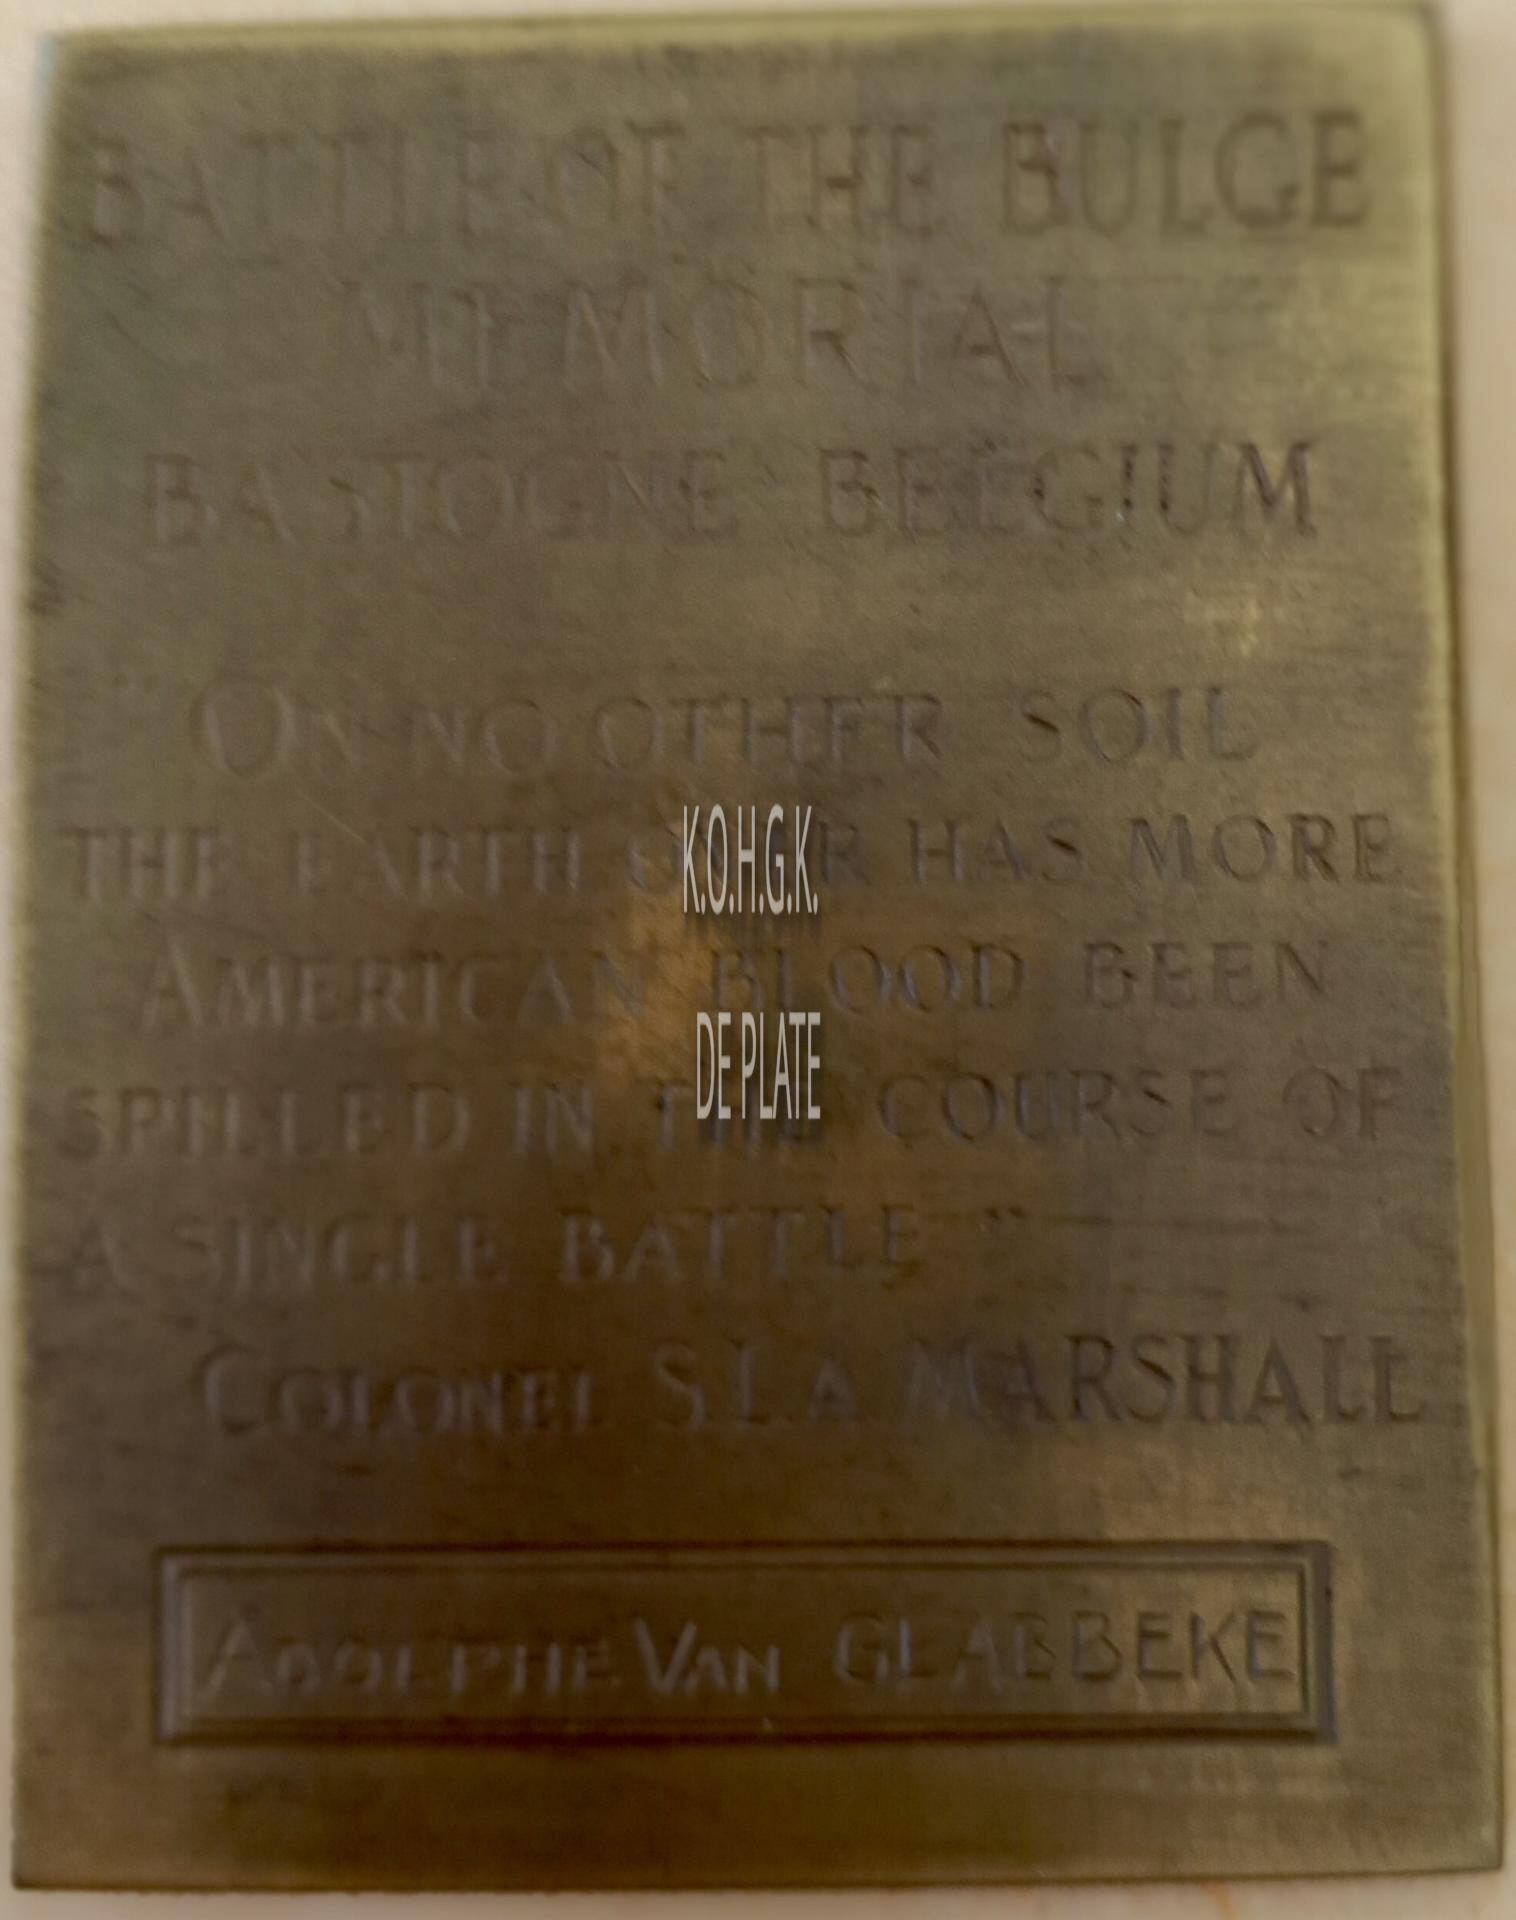 BATTLE OF THE BULGE
MEMORIAL
BASTOGNE BELGIUM
"ON NO OTHER SOIL
THE EARTH OVER HAS MORE
AMERICAN BLOOD BEEN
SPILLED IN THE COURSE OF
A SINGLE BATTLE"
COLONEL S.L.A. MARSHALL
ADOLPHE VAN GLABBEKE
K.O.H.G.K.
DE PLATE